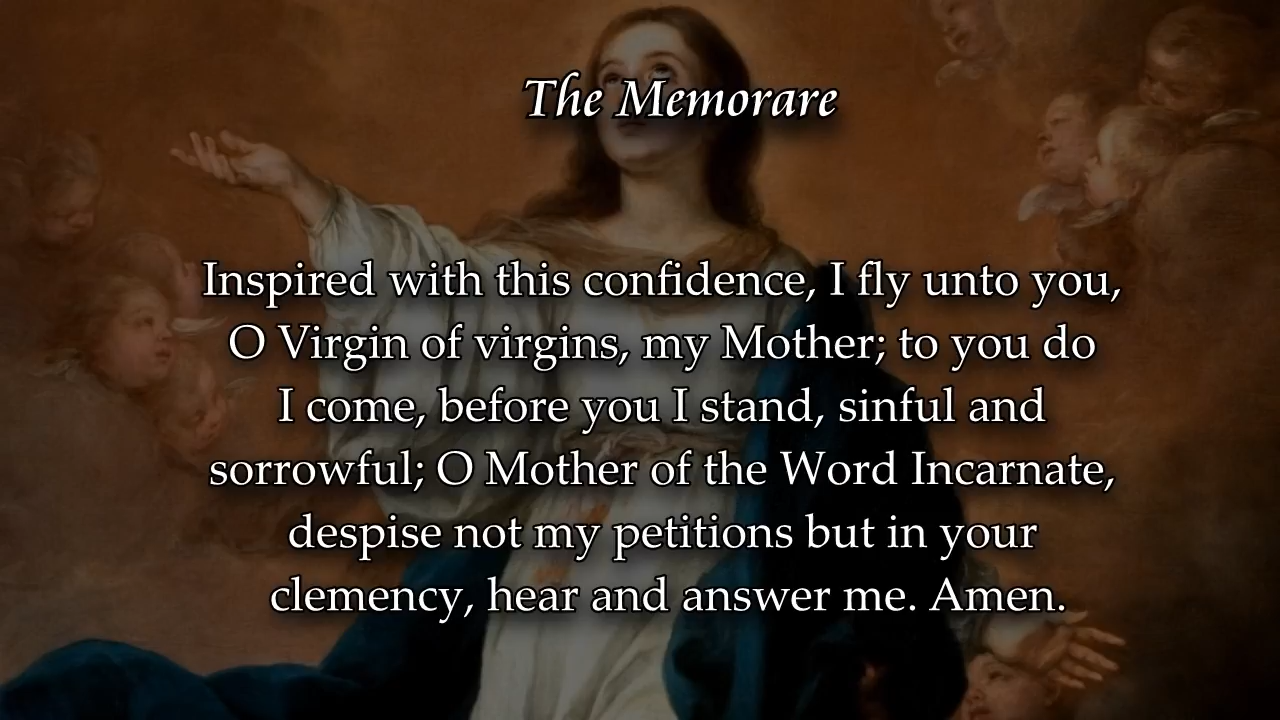 The Memorare
Inspired with this confidence, I fly unto you,
O Virgin of virgins, my Mother; to you do
I come, before you I stand, sinful and
sorrowful; O Mother of the Word Incarnate,
despise not my petitions but in your
clemency, hear and answer me. Amen.